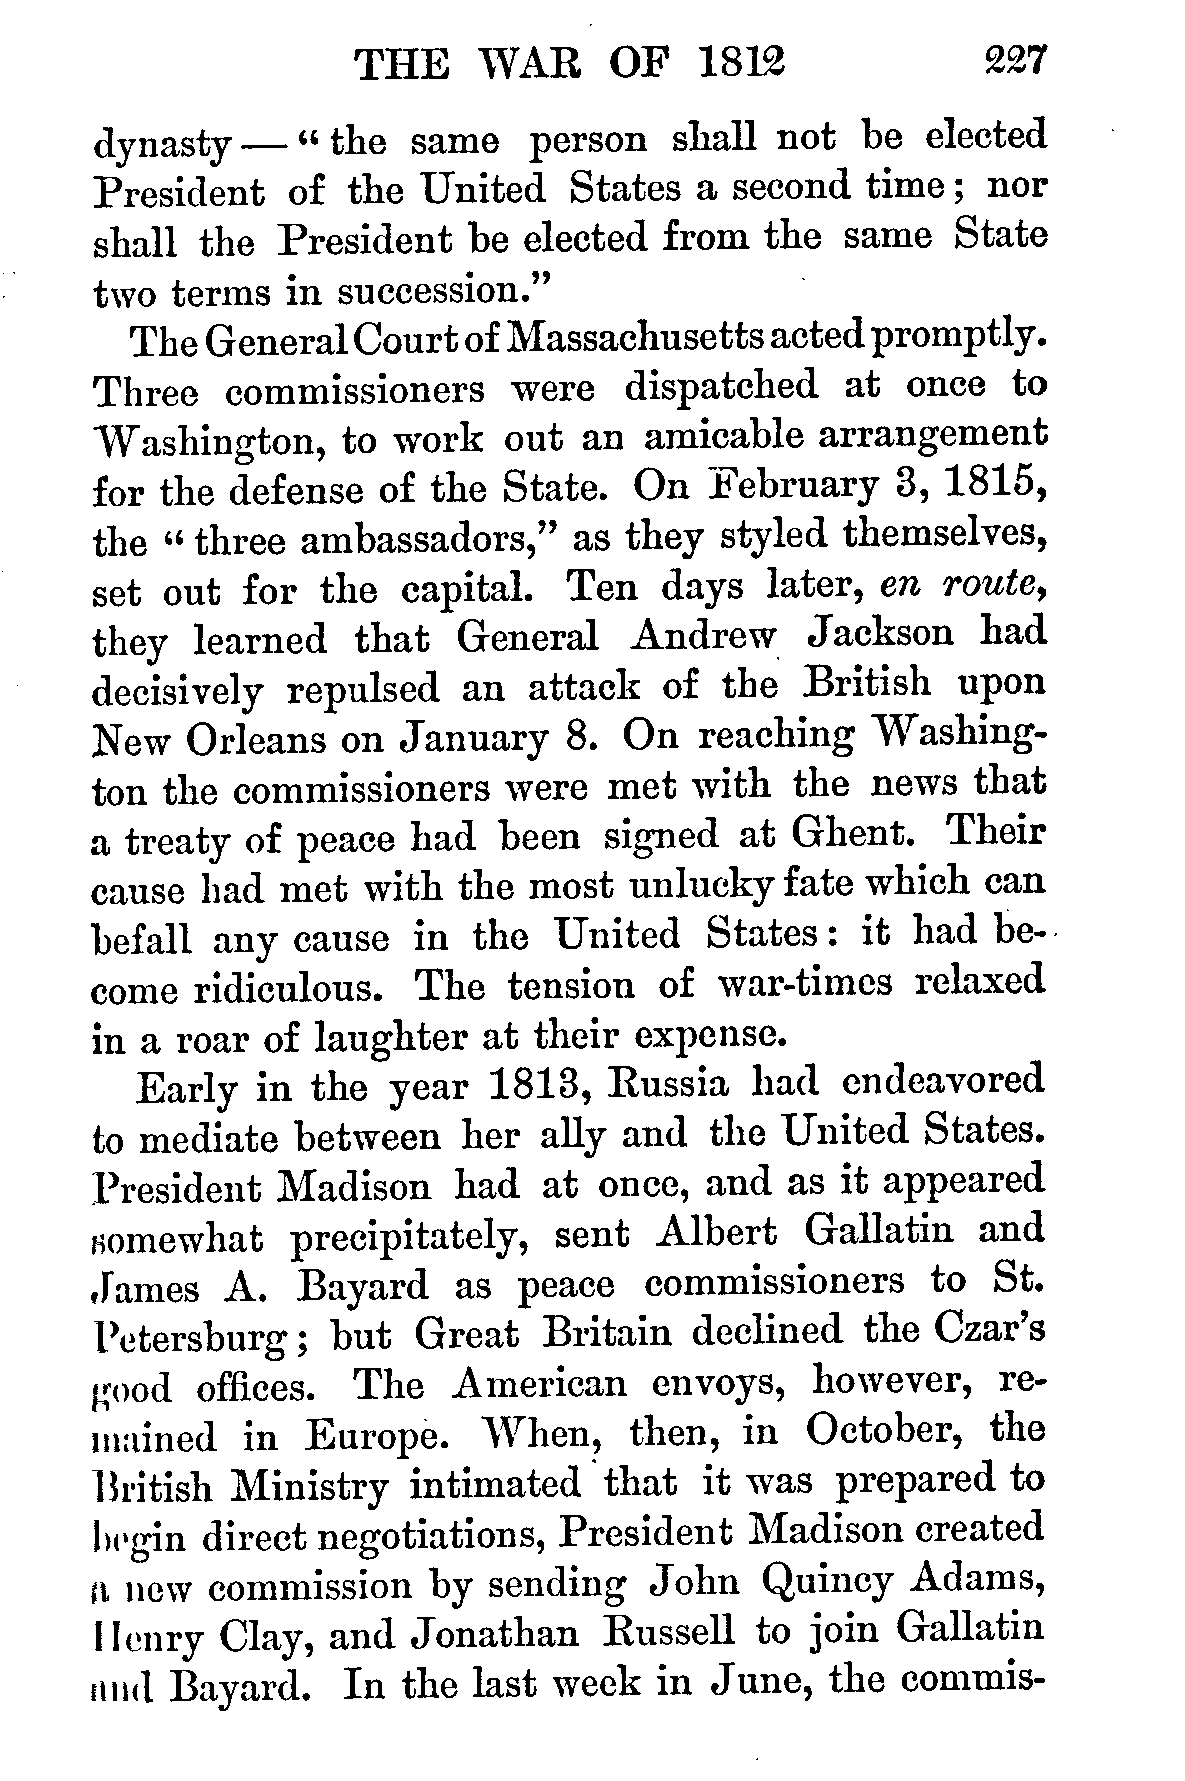 THE WAR OF 1812 227
dynasty — “ the same person shall not be elected
President of the United States a second time ; nor
shall the President be elected from the same State
two terms in succession.”
The General Court of Massachusetts acted promptly.
Three commissioners were dispatched at once to
Washington, to work out an amicable arrangement
for the defense of the State. On February 3, 1815,
the “ three ambassadors,” as they styled themselves,
set out for the capital. Ten days later, en route,
they learned that General Andrew Jackson had
decisively repulsed an attack of the British upon
New Orleans on January 8. On reaching Washing-
ton the commissioners were met with the news that
a treaty of peace had been signed at Ghent. Their
cause had met with the most unlucky fate which can
befall any cause in the United States : it had be-
come ridiculous. The tension of war-times relaxed
in a roar of laughter at their expense.
Early in the year 1813, Russia had endeavored
to mediate between her ally and the United States.
President Madison had at once, and as it appeared
somewhat precipitately, sent Albert Gallatin and
James A. Bayard as peace commissioners to St.
Petersburg ; but Great Britain declined the Czar’s
good offices. The American envoys, however, re-
mained in Europe. When, then, in October, the
British Ministry intimated that it was prepared to
begin direct negotiations, President Madison created
a new commission by sending John Quincy Adams,
Henry Clay, and Jonathan Russell to join Gallatin
and Bayard. In the last week in June, the commis-